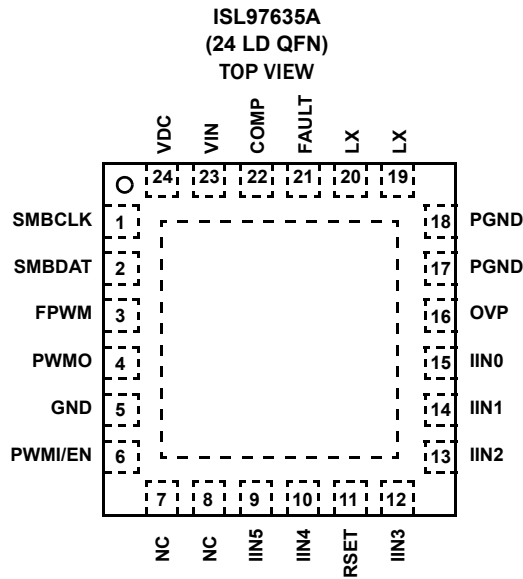 ISL97635A
(24 LD QFN)
TOP VIEW
VDC
VIN
COMP
FAULT
LX
LX
24
23
22
21
20
19
SMBCLK
1
18
PGND
SMBDAT
2
17
PGND
FPWM
3
16
OVP
PWMO
4
15
IIN0
GND
5
14
IIN1
PWMI/EN
6
13
IIN2
7
8
9
10
11
12
NC
NC
IIN5
IIN4
RSET
IIN3